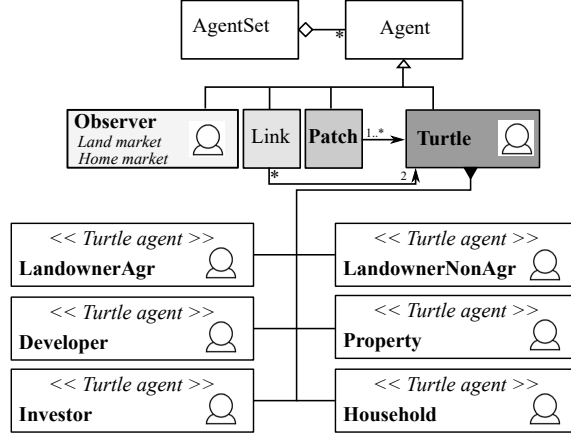 AgentSet
*
Agent
Observer
Land market
Home market
Link
Patch
1..*
Turtle
*
2
<< Turtle agent >>
LandownerAgr
<< Turtle agent >>
LandownerNonAgr
<< Turtle agent >>
Developer
<< Turtle agent >>
Property
<< Turtle agent >>
Investor
<< Turtle agent >>
Household